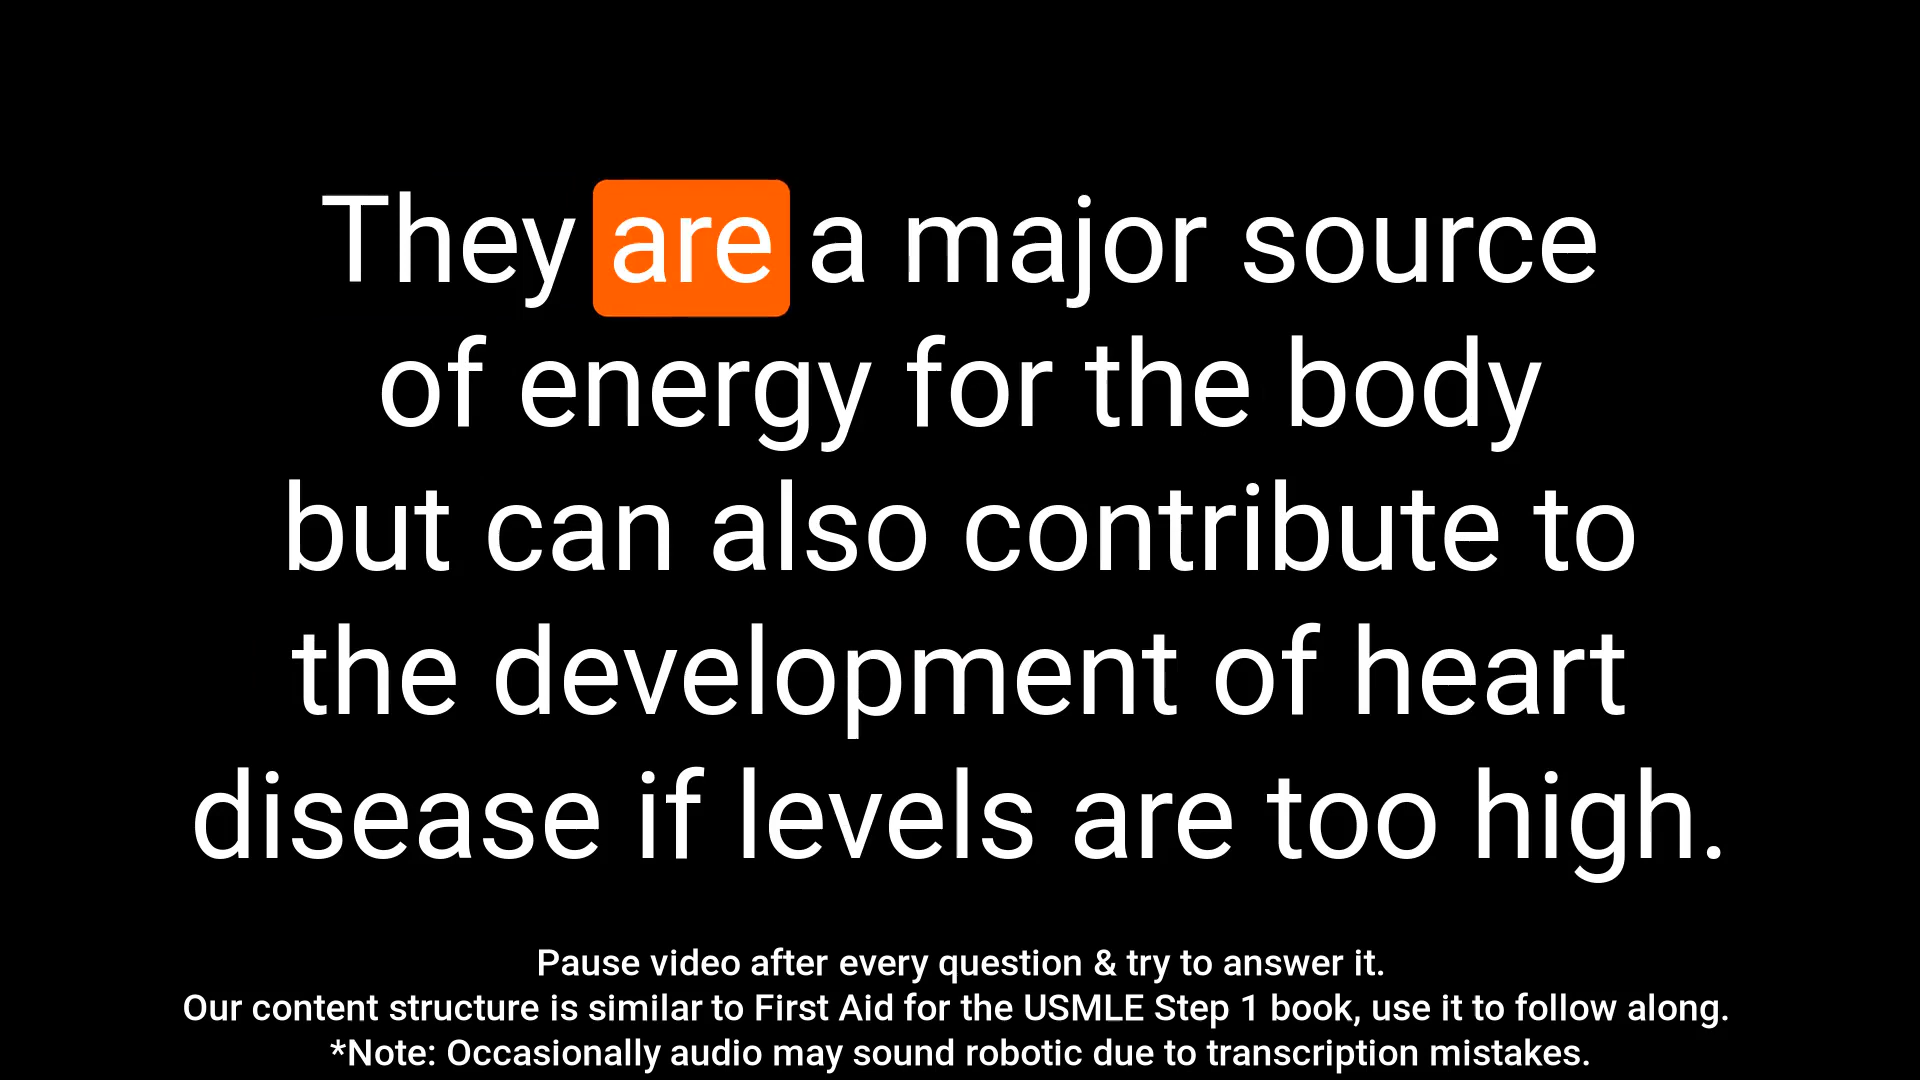 They are a major source
of energy for the body
but can also contribute to
the development of heart
disease if levels are too high.
Pause video after every question & try to answer it.
Our content structure is similar to First Aid for the USMLE Step 1 book, use it to follow along.
*Note: Occasionally audio may sound robotic due to transcription mistakes.